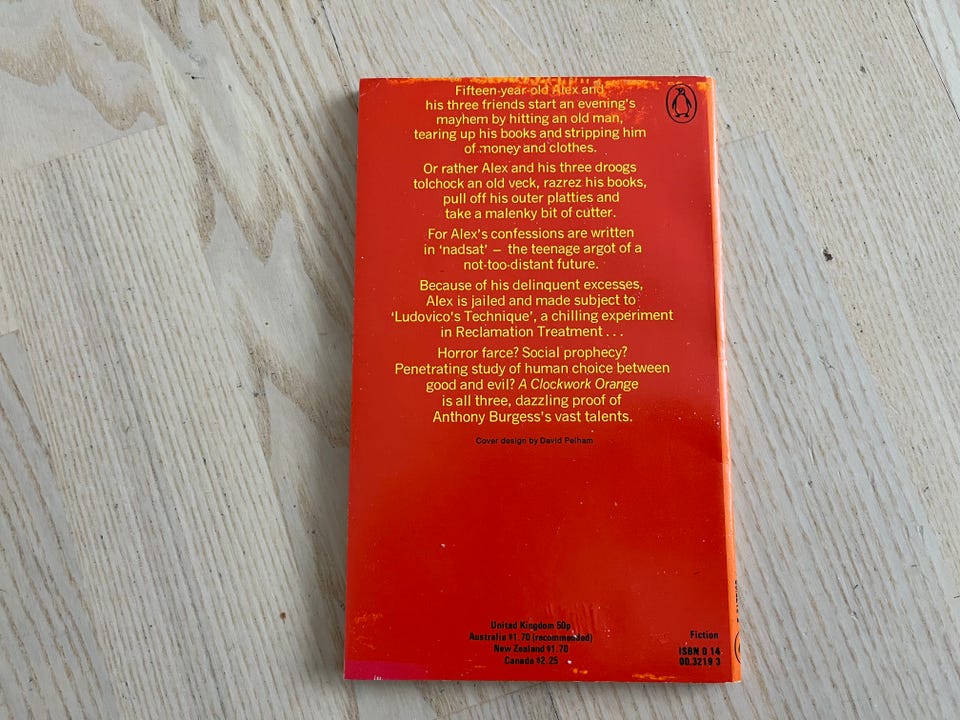 Fifteen-year-old Alex and
his three friends start an evening's
mayhem by hitting an old man,
tearing up his books and stripping him
of money and clothes.
Or rather Alex and his three droogs
tolchock an old veck, razrez his books,
pull off his outer platties and
take a malenky bit of cutter.
For Alex's confessions are written
in 'nadsat' – the teenage argot of a
not-too-distant future.
Because of his delinquent excesses,
Alex is jailed and made subject to
'Ludovico's Technique', a chilling experiment
in Reclamation Treatment . . .
Horror farce? Social prophecy?
Penetrating study of human choice between
good and evil? A Clockwork Orange
is all three, dazzling proof of
Anthony Burgess's vast talents.
Cover design by David Pelham
United Kingdom 50p
Australia $1.70 (recommended)
New Zealand $1.70
Canada $2.25
Fiction
ISBN 0 14
00.3219 3